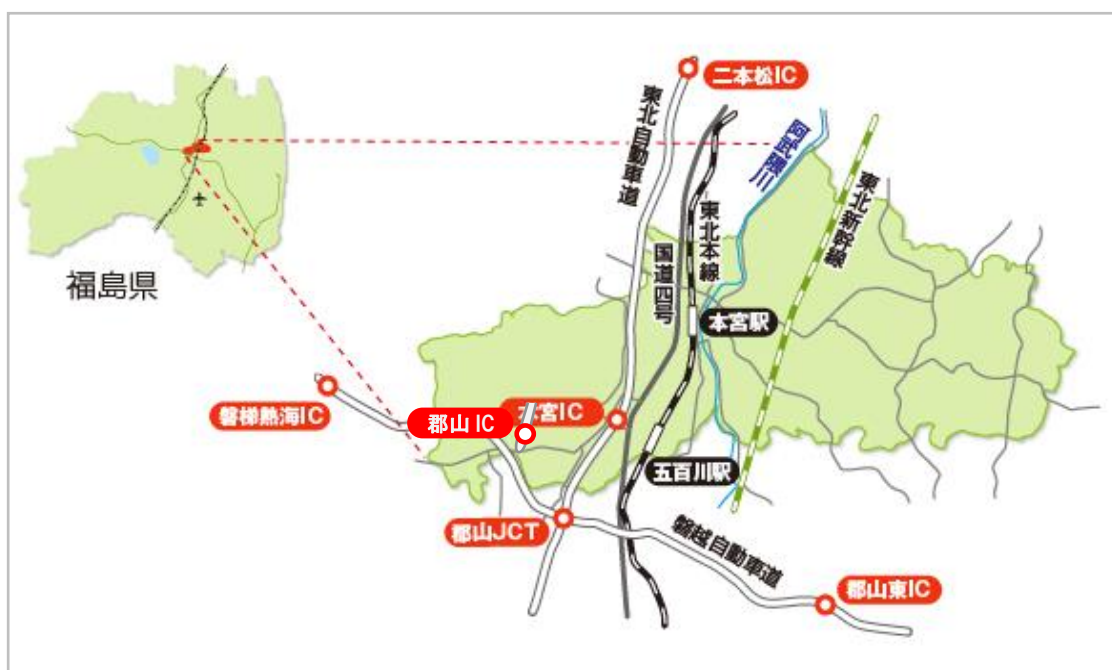 二本松IC
東北自動車道
阿武隈川
東北新幹線
東北本線
国道四号
福島県
本宮駅
磐梯熱海IC
郡山 IC
本宮IC
五百川駅
郡山JCT
磐越自動車道
郡山東IC